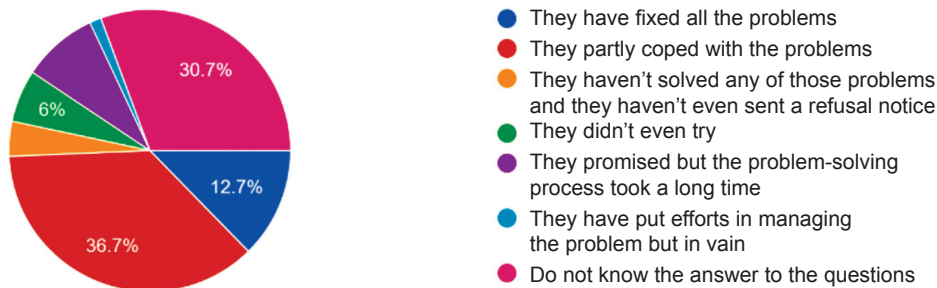 30.7%
6%
12.7%
36.7%
They have fixed all the problems
They partly coped with the problems
They haven’t solved any of those problems
and they haven’t even sent a refusal notice
They didn’t even try
They promised but the problem-solving
process took a long time
They have put efforts in managing
the problem but in vain
Do not know the answer to the questions